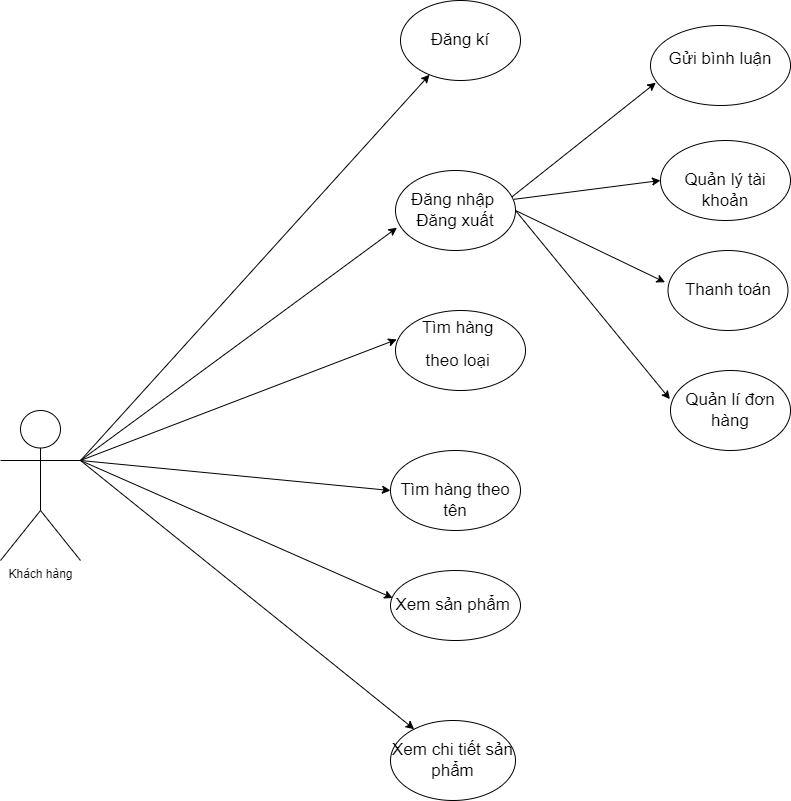 Đăng kí
Gửi bình luận
Đăng nhập
Đăng xuất
Quản lý tài
khoản
Thanh toán
Tìm hàng
theo loại
Quản lí đơn
hàng
Tìm hàng theo
tên
Khách hàng
Xem sản phẩm
Xem chi tiết sản
phẩm